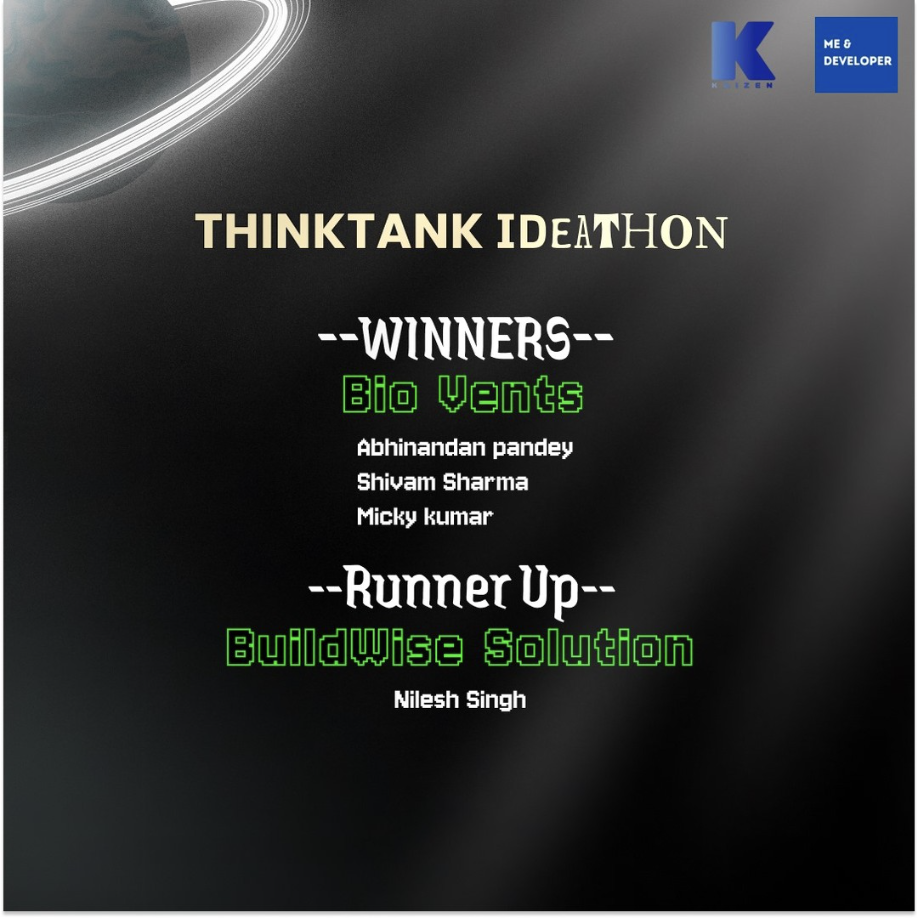 K
KAIZEN
ME &
DEVELOPER
THINKTANK IDEATHON
--WINNERS--
Bio Vents
Abhinandan pandey
Shivam Sharma
Micky kumar
--Runner Up--
BuildWise Solution
Nilesh Singh